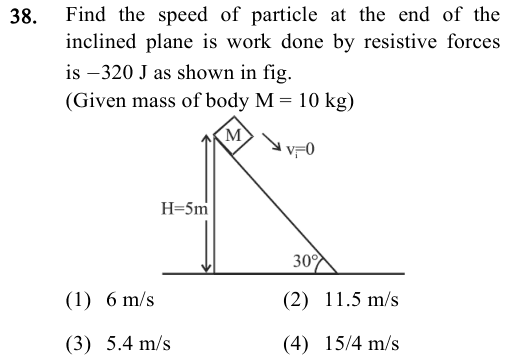 38. Find the speed of particle at the end of the
inclined plane is work done by resistive forces
is −320 J as shown in fig.
(Given mass of body M = 10 kg)
M
vᵢ=0
H=5m
30°
(1) 6 m/s (2) 11.5 m/s
(3) 5.4 m/s (4) 15/4 m/s